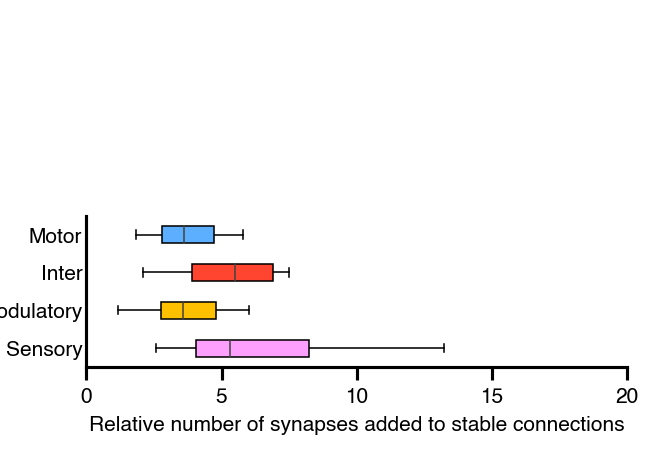 Motor
Inter
odulatory
Sensory
0 5 10 15 20
Relative number of synapses added to stable connections